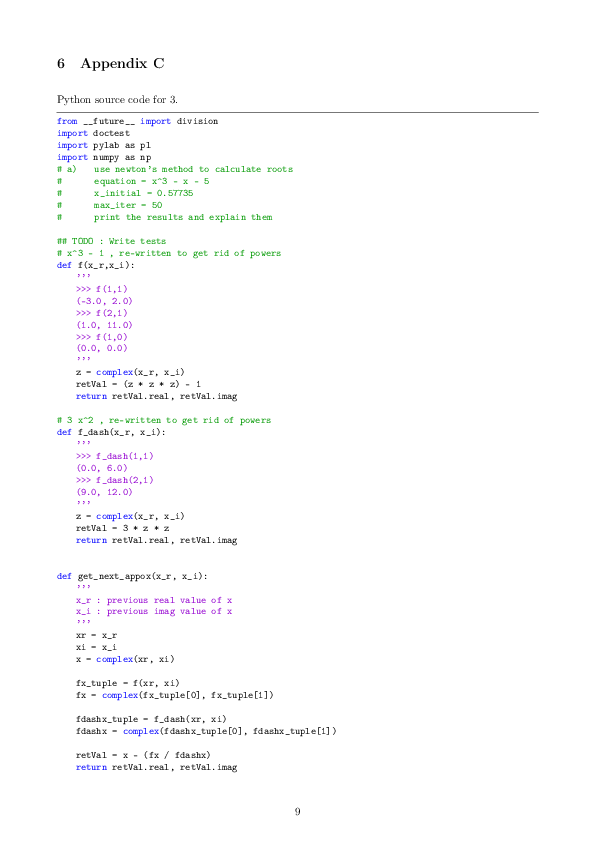 6 Appendix C
Python source code for 3.
from __future__ import division
import doctest
import pylab as pl
import numpy as np
# a) use newton's method to calculate roots
# equation = x^3 - x - 5
# x_initial = 0.57735
# max_iter = 50
# print the results and explain them
## TODO : Write tests
# x^3 - 1 , re-written to get rid of powers
def f(x_r,x_i):
'''
>>> f(1,1)
(-3.0, 2.0)
>>> f(2,1)
(1.0, 11.0)
>>> f(1,0)
(0.0, 0.0)
'''
z = complex(x_r, x_i)
retVal = (z * z * z) - 1
return retVal.real, retVal.imag
# 3 x^2 , re-written to get rid of powers
def f_dash(x_r, x_i):
'''
>>> f_dash(1,1)
(0.0, 6.0)
>>> f_dash(2,1)
(9.0, 12.0)
'''
z = complex(x_r, x_i)
retVal = 3 * z * z
return retVal.real, retVal.imag
def get_next_appox(x_r, x_i):
'''
x_r : previous real value of x
x_i : previous imag value of x
'''
xr = x_r
xi = x_i
x = complex(xr, xi)
fx_tuple = f(xr, xi)
fx = complex(fx_tuple[0], fx_tuple[1])
fdashx_tuple = f_dash(xr, xi)
fdashx = complex(fdashx_tuple[0], fdashx_tuple[1])
retVal = x - (fx / fdashx)
return retVal.real, retVal.imag
9